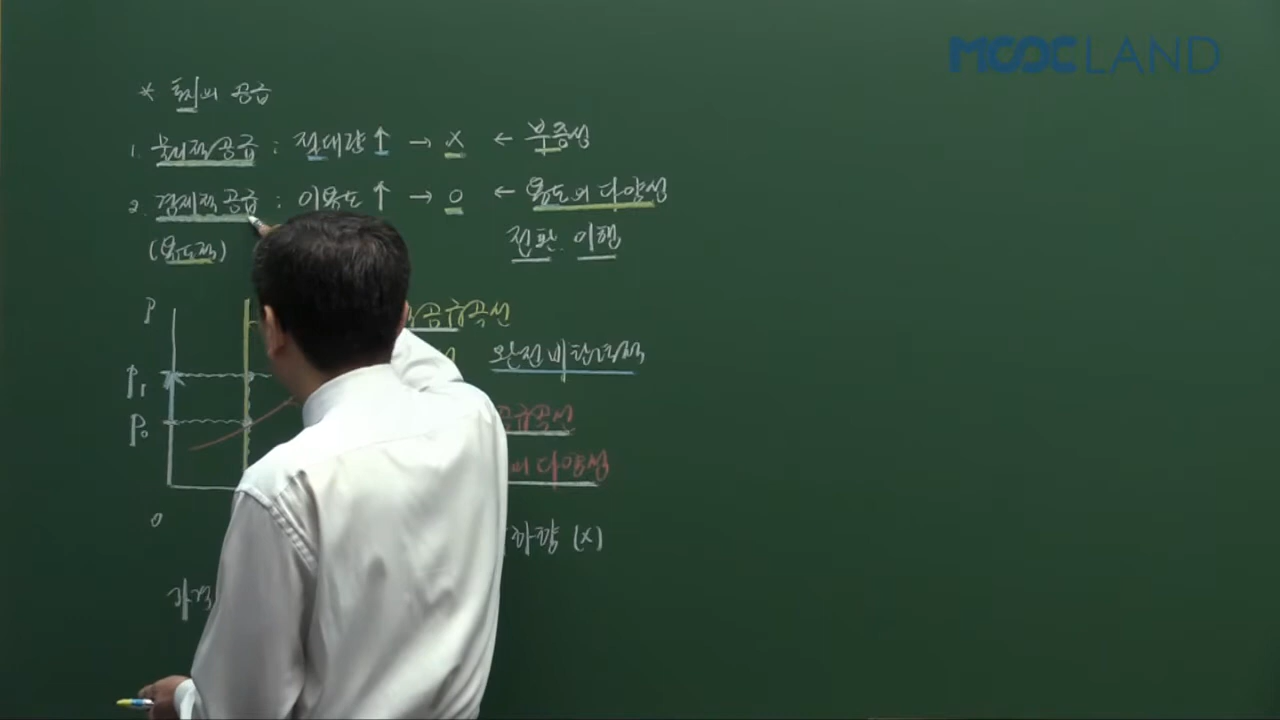 MOOCLAND
* 토지의 공급
1. 물리적 공급 : 절대량 ↑ → X ← 부증성
2. 경제적 공급 : 이용도 ↑ → O ← 용도의 다양성
(용도적) 전환. 이행
P 공급곡선
P₁ 완전비탄력적
P₀ 공급곡선
의 다양성
0 하향 (X)
가격